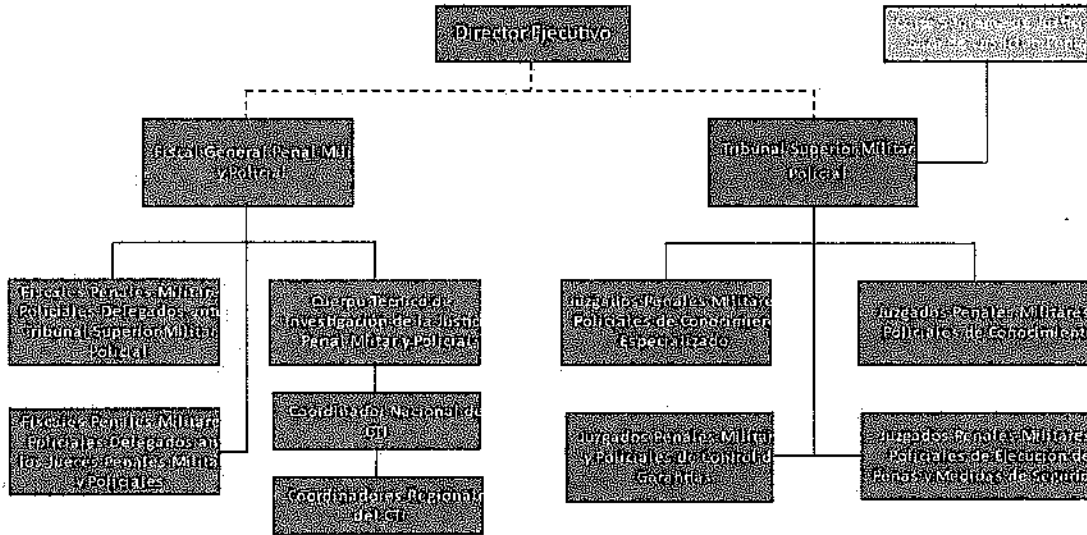 Director Ejecutivo
Fiscal General Penal Mili
y Policial
Tribunal Superior Militar
Policial
Fiscales Penales Militare
Policiales Delegados
Tribunal Superior Militar
Policial
Cuerpo Técnico de
Investigación de la Justici
Penal Militar y Policial
Juzgados Penales Militare
Policiales de Conocimien
Especializado
Juzgados Penales Militare
Policiales de Conocimient
Fiscales Penales Militare
Policiales Delegados an
los Jueces Penales Milita
y Policiales
Coordinador Nacional de
CTI
Juzgados Penales Milita
y Policiales de Control d
Garantías
Juzgados Penales Militare
Policiales de Ejecución de
Penas y Medidas de Segurid
Coordinadores Regional
del CTI